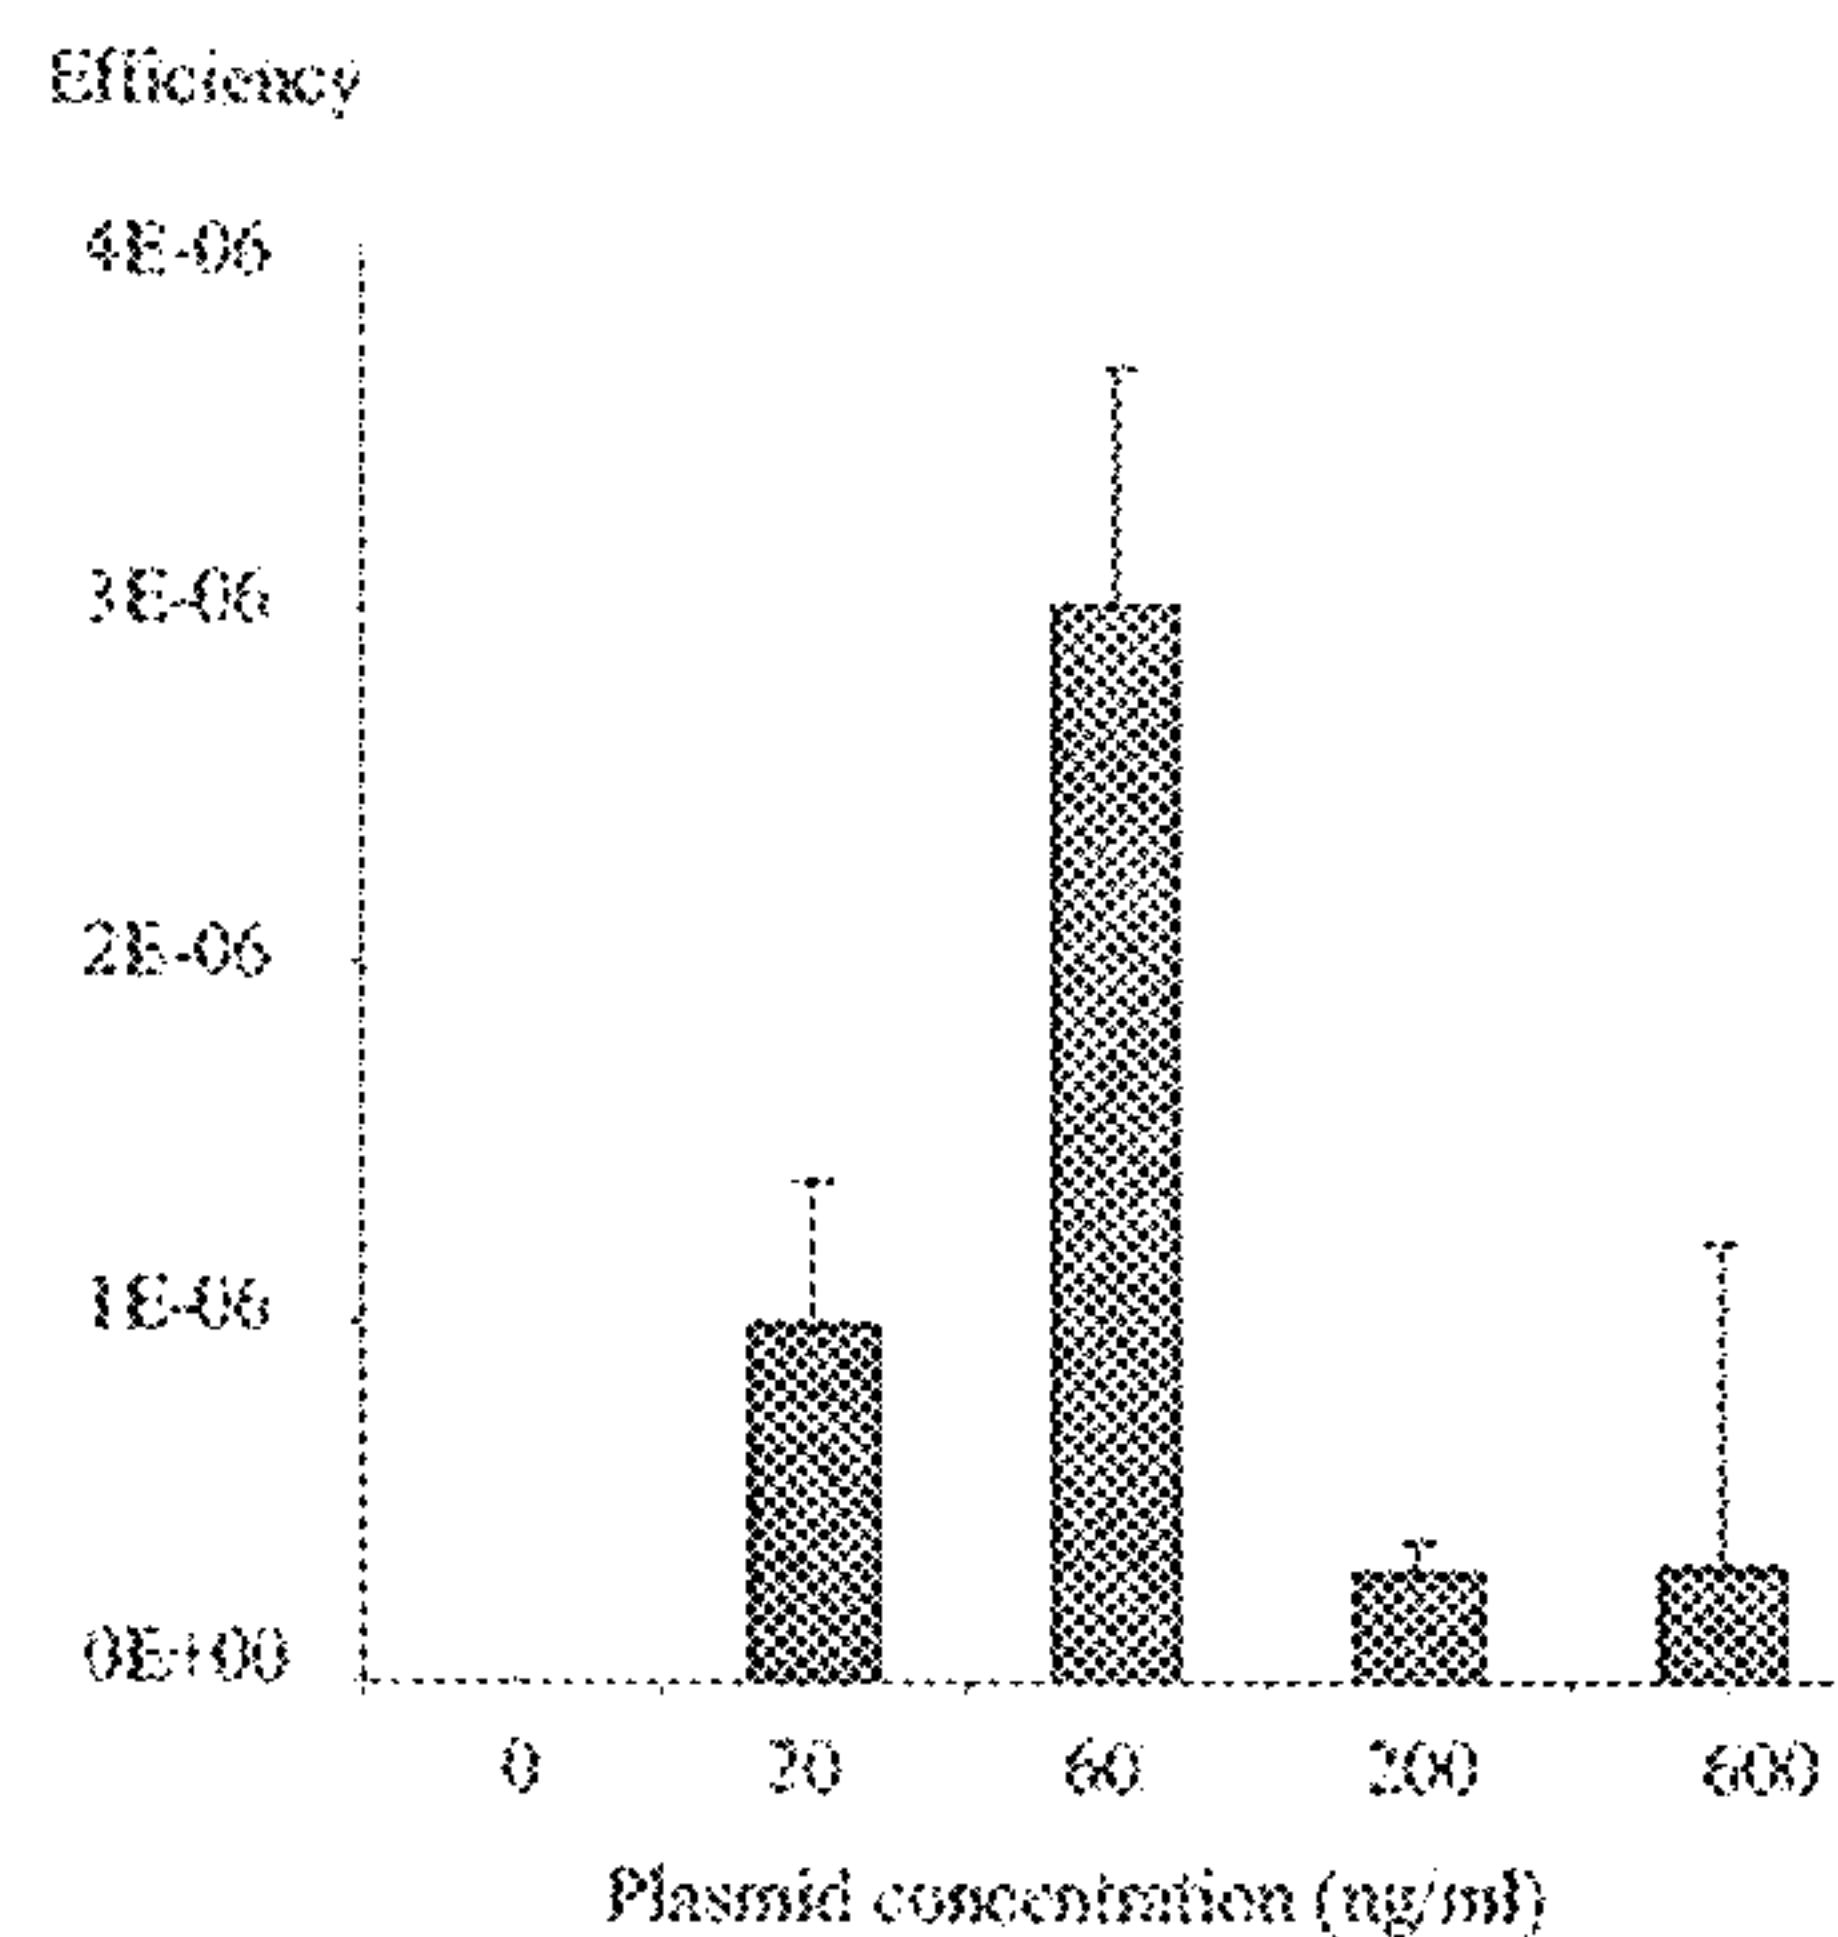 Efficiency
4E-06
3E-06
2E-06
1E-06
0E+00
0 20 60 200 600
Plasmid concentration (ng/ml)